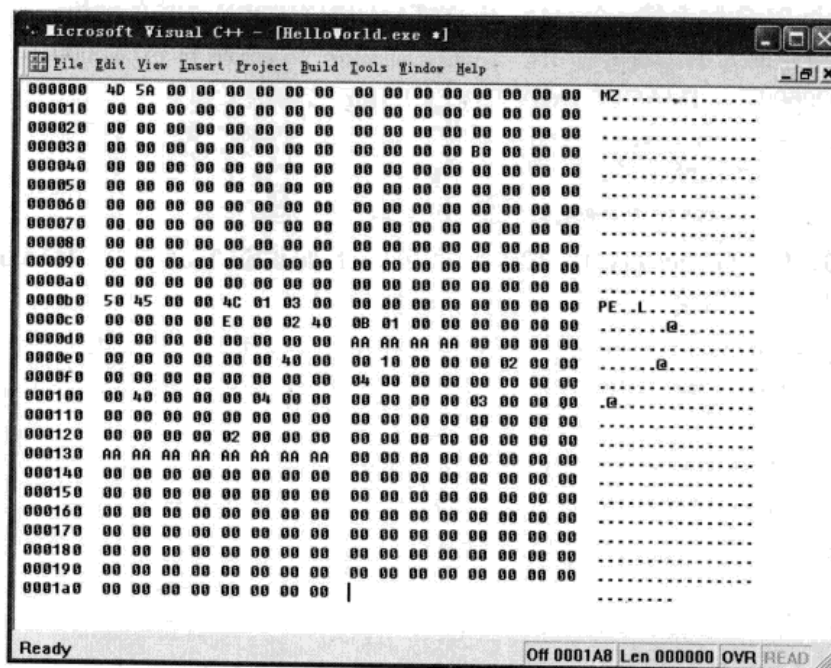 Microsoft Visual C++ - [HelloWorld.exe *]
File Edit View Insert Project Build Tools Window Help
000000 4D 5A 00 00 00 00 00 00 00 00 00 00 00 00 00 00 MZ..............
000010 00 00 00 00 00 00 00 00 00 00 00 00 00 00 00 00 ................
000020 00 00 00 00 00 00 00 00 00 00 00 00 00 00 00 00 ................
000030 00 00 00 00 00 00 00 00 00 00 00 00 B0 00 00 00 ................
000040 00 00 00 00 00 00 00 00 00 00 00 00 00 00 00 00 ................
000050 00 00 00 00 00 00 00 00 00 00 00 00 00 00 00 00 ................
000060 00 00 00 00 00 00 00 00 00 00 00 00 00 00 00 00 ................
000070 00 00 00 00 00 00 00 00 00 00 00 00 00 00 00 00 ................
000080 00 00 00 00 00 00 00 00 00 00 00 00 00 00 00 00 ................
000090 00 00 00 00 00 00 00 00 00 00 00 00 00 00 00 00 ................
0000a0 00 00 00 00 00 00 00 00 00 00 00 00 00 00 00 00 ................
0000b0 50 45 00 00 4C 01 03 00 00 00 00 00 00 00 00 00 PE..L...........
0000c0 00 00 00 00 E0 00 02 40 0B 01 00 00 00 00 00 00 .......@........
0000d0 00 00 00 00 00 00 00 00 AA AA AA AA 00 00 00 00 ................
0000e0 00 00 00 00 00 00 40 00 00 10 00 00 00 02 00 00 ......@.........
0000f0 00 00 00 00 00 00 00 00 04 00 00 00 00 00 00 00 ................
000100 00 40 00 00 00 04 00 00 00 00 00 00 03 00 00 00 .@..............
000110 00 00 00 00 00 00 00 00 00 00 00 00 00 00 00 00 ................
000120 00 00 00 00 02 00 00 00 00 00 00 00 00 00 00 00 ................
000130 AA AA AA AA AA AA AA AA 00 00 00 00 00 00 00 00 ................
000140 00 00 00 00 00 00 00 00 00 00 00 00 00 00 00 00 ................
000150 00 00 00 00 00 00 00 00 00 00 00 00 00 00 00 00 ................
000160 00 00 00 00 00 00 00 00 00 00 00 00 00 00 00 00 ................
000170 00 00 00 00 00 00 00 00 00 00 00 00 00 00 00 00 ................
000180 00 00 00 00 00 00 00 00 00 00 00 00 00 00 00 00 ................
000190 00 00 00 00 00 00 00 00 00 00 00 00 00 00 00 00 ................
0001a0 00 00 00 00 00 00 00 00 ........
Ready Off 0001A8 Len 000000 OVR READ